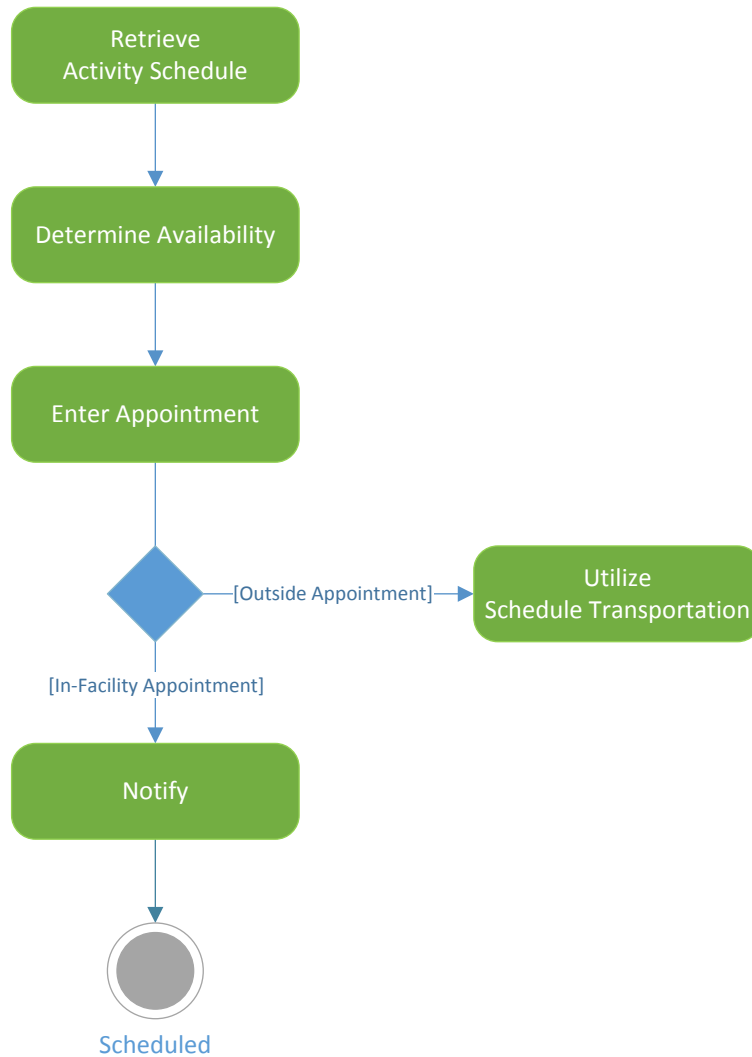 Retrieve
Activity Schedule
Determine Availability
Enter Appointment
[Outside Appointment]
Utilize
Schedule Transportation
[In-Facility Appointment]
Notify
Scheduled